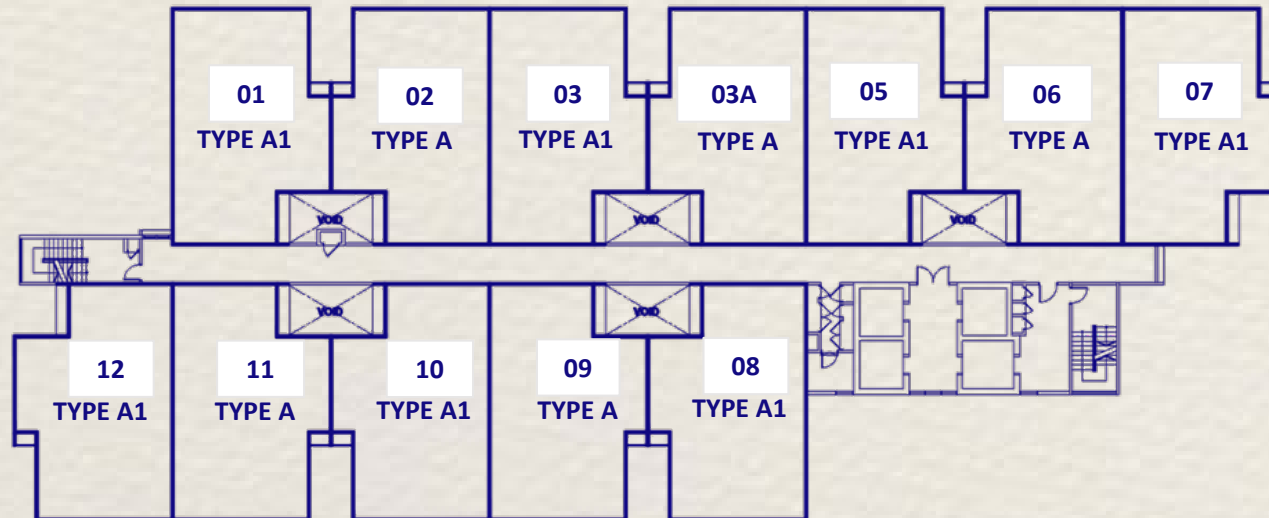 01
TYPE A1
02
TYPE A
03
TYPE A1
03A
TYPE A
05
TYPE A1
06
TYPE A
07
TYPE A1
VOID
VOID
VOID
VOID
VOID
12
TYPE A1
11
TYPE A
10
TYPE A1
09
TYPE A
08
TYPE A1